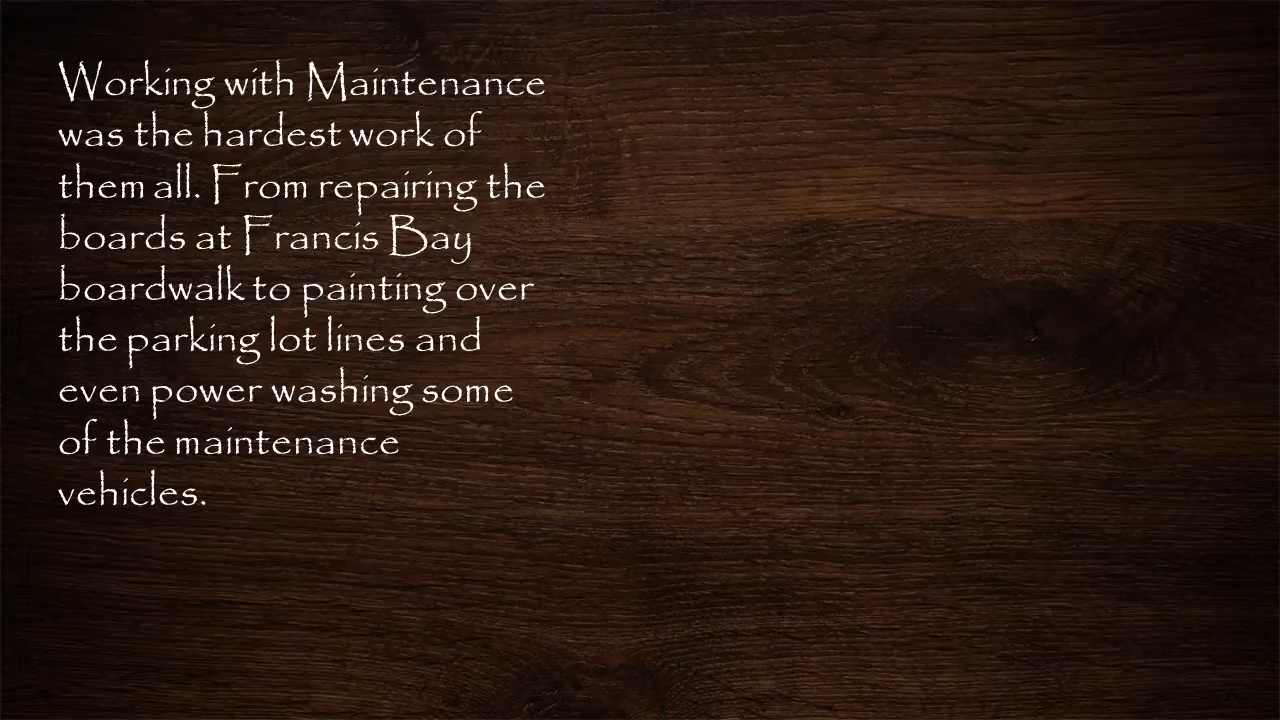 Working with Maintenance
was the hardest work of
them all. From repairing the
boards at Francis Bay
boardwalk to painting over
the parking lot lines and
even power washing some
of the maintenance
vehicles.